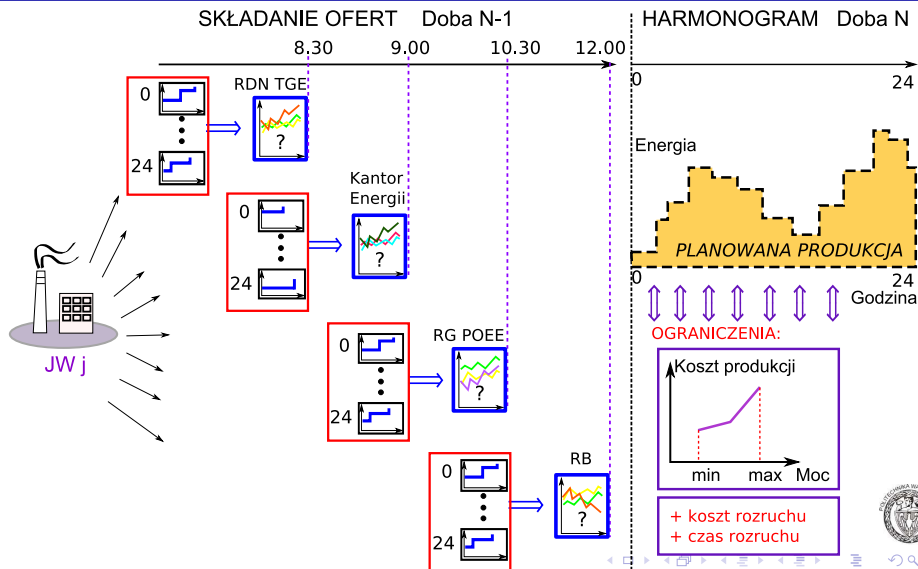 SKŁADANIE OFERT Doba N-1
HARMONOGRAM Doba N
8.30
9.00
10.30
12.00
0
24
RDN TGE
0
24
?
Kantor
Energii
0
24
?
RG POEE
0
24
?
RB
0
24
?
JW j
Energia
PLANOWANA PRODUKCJA
0
24
Godzina
OGRANICZENIA:
Koszt produkcji
min
max
Moc
+ koszt rozruchu
+ czas rozruchu